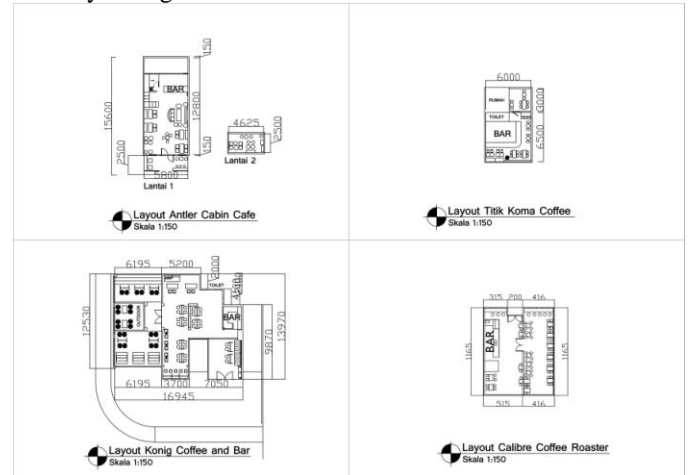 15600
2500
150
12800
150
BAR
5800
Lantai 1
4625
2500
Lantai 2
Layout Antler Cabin Cafe
Skala 1:150
6000
RUMAH
TOILET
BAR
3000
6500
Layout Titik Koma Coffee
Skala 1:150
6195
5200
2000
TOILET
12530
OUTDOOR
BAR
9870
13970
6195
3700
7050
16945
Layout Konig Coffee and Bar
Skala 1:150
315
200
416
1165
BAR
1165
515
416
Layout Calibre Coffee Roaster
Skala 1:150